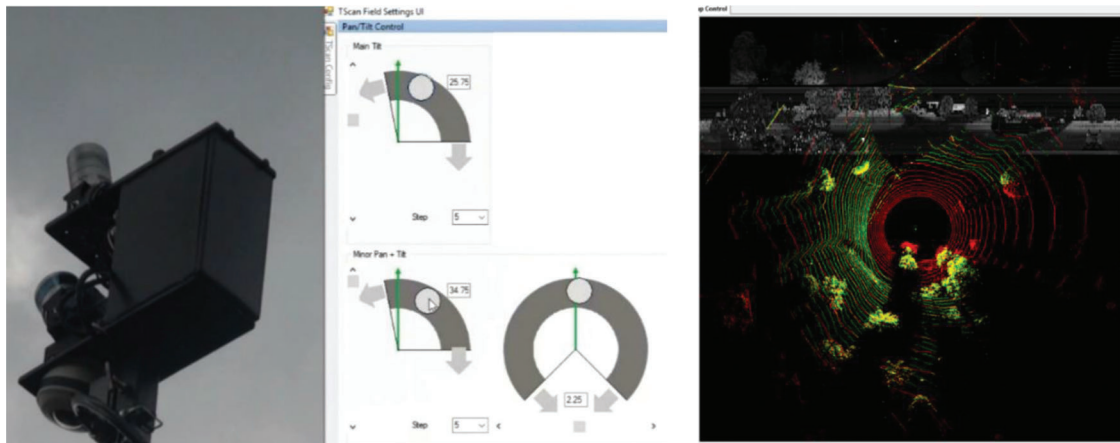 TScan Field Settings UI
Pan/Tilt Control
TScan Config
Main Tilt
25.75
Step 5
Minor Pan + Tilt
34.75
2.25
Step 5
p Control